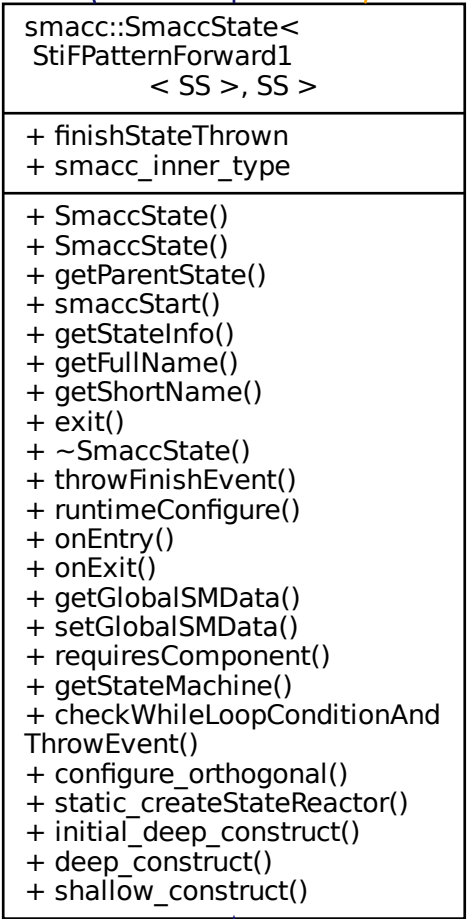 smacc::SmaccState<
StiFPatternForward1
< SS >, SS >
+ finishStateThrown
+ smacc_inner_type
+ SmaccState()
+ SmaccState()
+ getParentState()
+ smaccStart()
+ getStateInfo()
+ getFullName()
+ getShortName()
+ exit()
+ ~SmaccState()
+ throwFinishEvent()
+ runtimeConfigure()
+ onEntry()
+ onExit()
+ getGlobalSMData()
+ setGlobalSMData()
+ requiresComponent()
+ getStateMachine()
+ checkWhileLoopConditionAnd
ThrowEvent()
+ configure_orthogonal()
+ static_createStateReactor()
+ initial_deep_construct()
+ deep_construct()
+ shallow_construct()